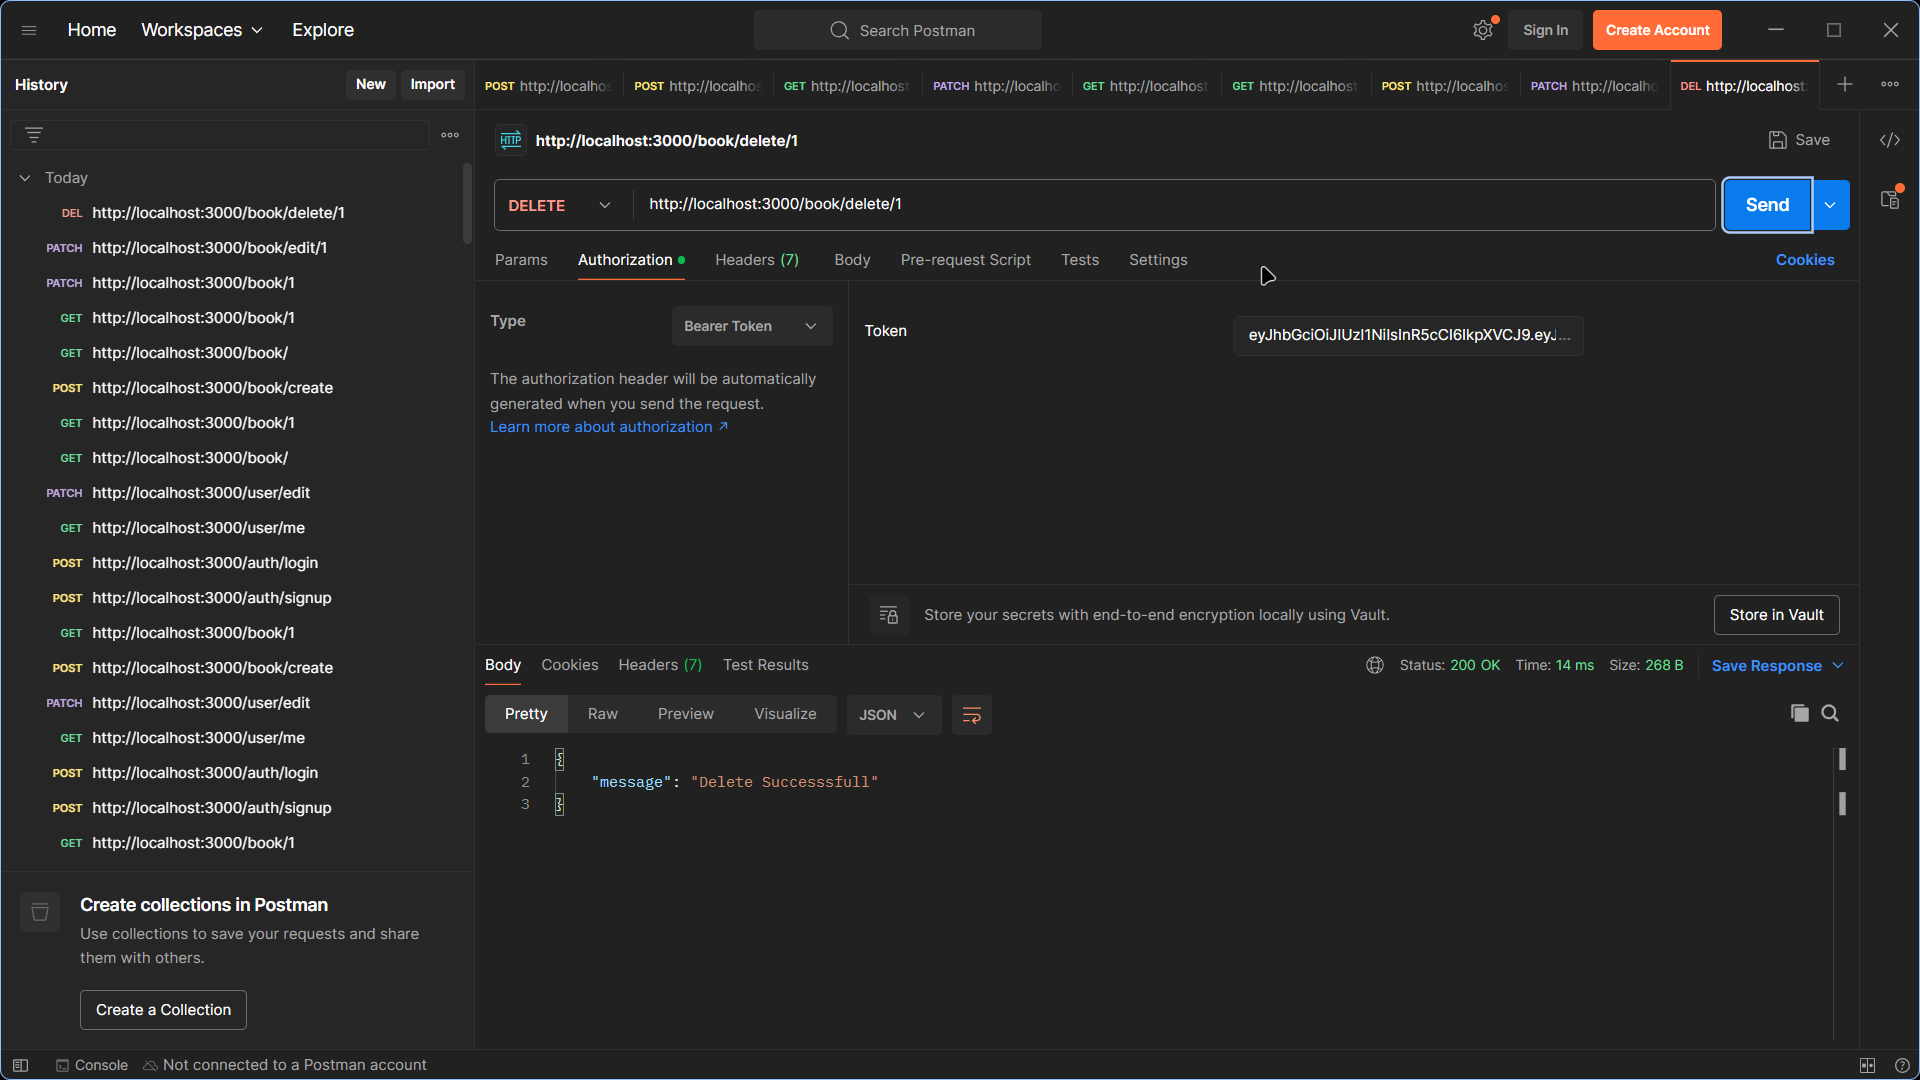 Home Workspaces Explore
Search Postman
Sign In Create Account
History
New Import
POST http://localhos
POST http://localhos
GET http://localhost
PATCH http://localho
GET http://localhost
GET http://localhost
POST http://localhos
PATCH http://localho
DEL http://localhost:
HTTP http://localhost:3000/book/delete/1
Save
Today
DEL http://localhost:3000/book/delete/1
PATCH http://localhost:3000/book/edit/1
PATCH http://localhost:3000/book/1
GET http://localhost:3000/book/1
GET http://localhost:3000/book/
POST http://localhost:3000/book/create
GET http://localhost:3000/book/1
GET http://localhost:3000/book/
PATCH http://localhost:3000/user/edit
GET http://localhost:3000/user/me
POST http://localhost:3000/auth/login
POST http://localhost:3000/auth/signup
GET http://localhost:3000/book/1
POST http://localhost:3000/book/create
PATCH http://localhost:3000/user/edit
GET http://localhost:3000/user/me
POST http://localhost:3000/auth/login
POST http://localhost:3000/auth/signup
GET http://localhost:3000/book/1
Create collections in Postman
Use collections to save your requests and share
them with others.
Create a Collection
DELETE http://localhost:3000/book/delete/1
Send
Params Authorization Headers (7) Body Pre-request Script Tests Settings
Cookies
Type Bearer Token
The authorization header will be automatically
generated when you send the request.
Learn more about authorization ↗
Token
eyJhbGciOiJIUzI1NiIsInR5cCI6IkpXVCJ9.eyJ...
Store your secrets with end-to-end encryption locally using Vault.
Store in Vault
Body Cookies Headers (7) Test Results
Status: 200 OK Time: 14 ms Size: 268 B Save Response
Pretty Raw Preview Visualize JSON
1 {
2 "message": "Delete Successsfull"
3 }
Console Not connected to a Postman account